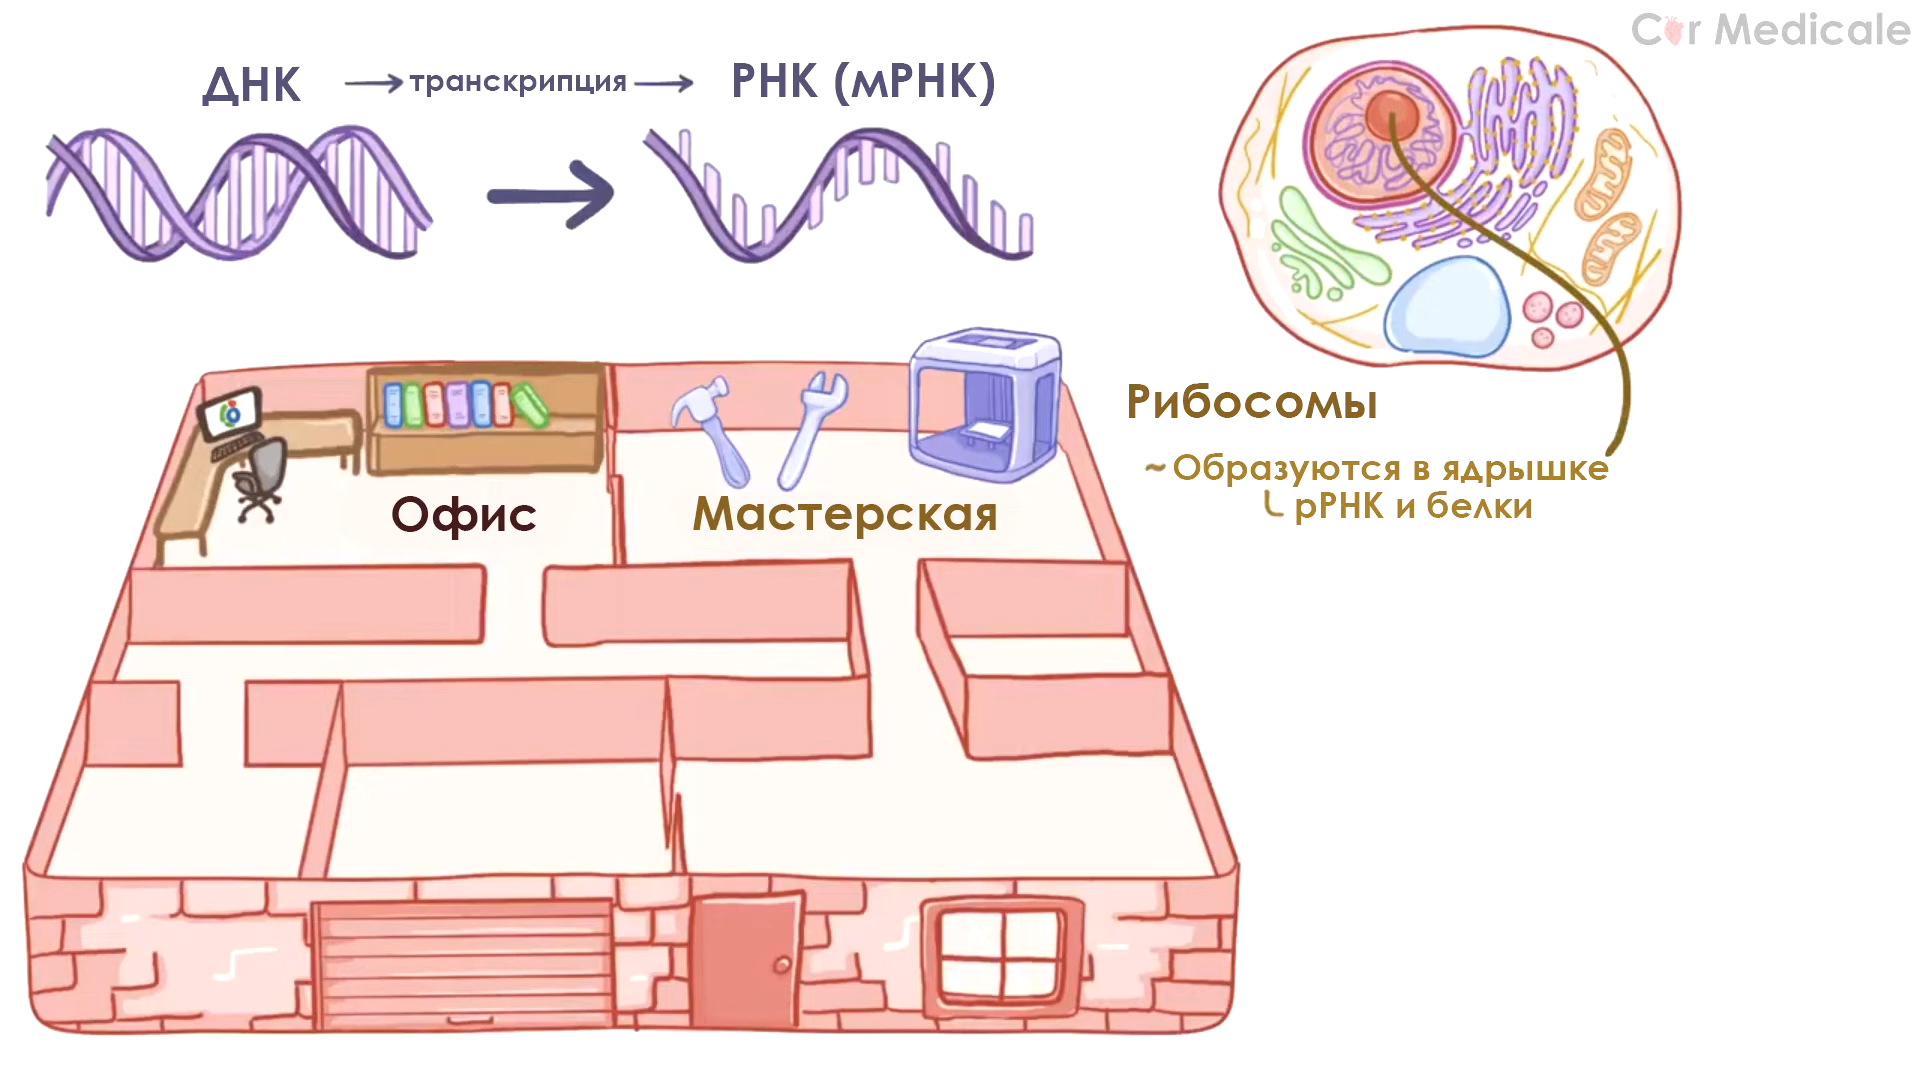 Cor Medicale
ДНК → транскрипция → РНК (мРНК)
Рибосомы
~ Образуются в ядрышке
рРНК и белки
Офис
Мастерская